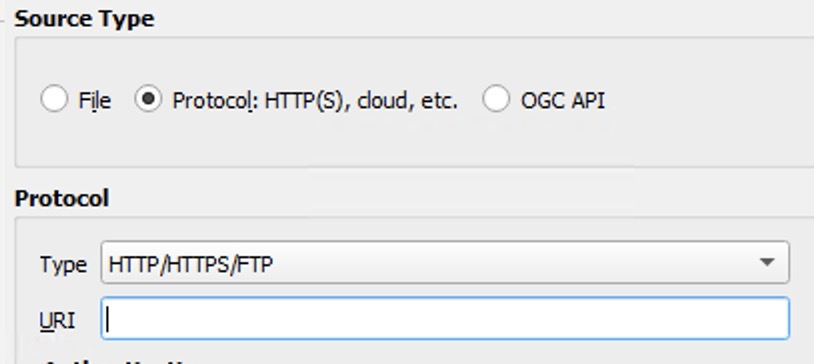 Source Type
File Protocol: HTTP(S), cloud, etc. OGC API
Protocol
Type HTTP/HTTPS/FTP
URI